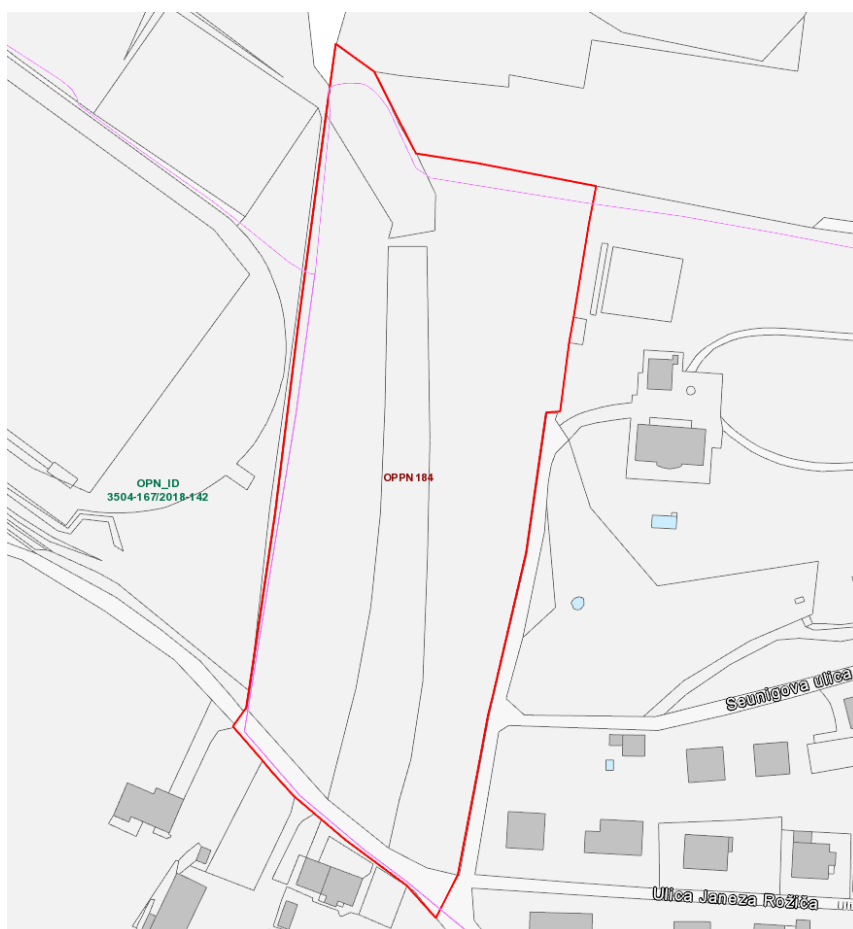 OPPN 184
OPN_ID
3504-167/2018-142
Seunigova ulica
Ulica Janeza Rožiča